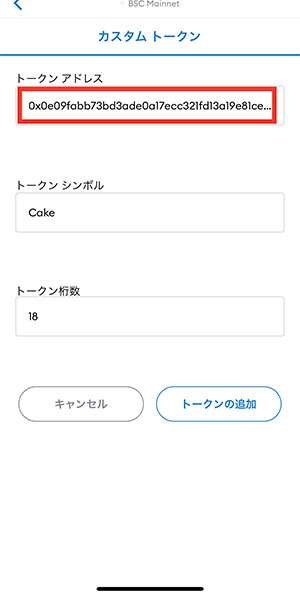 BSC Mainnet
カスタム トークン
トークン アドレス
0x0e09fabb73bd3ade0a17ecc321fd13a19e81ce...
トークン シンボル
Cake
トークン桁数
18
キャンセル
トークンの追加